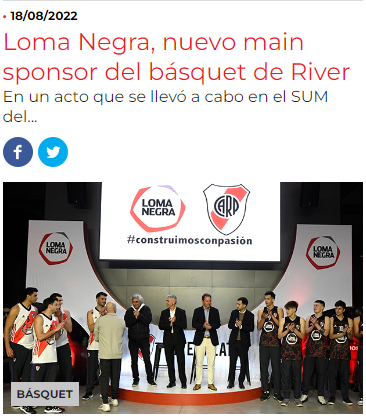 • 18/08/2022
Loma Negra, nuevo main
sponsor del básquet de River
En un acto que se llevó a cabo en el SUM
del...
LOMA
NEGRA
CARP
#construimosconpasión
LOMA
NEGRA
LOMA
NEGRA
BÁSQUET